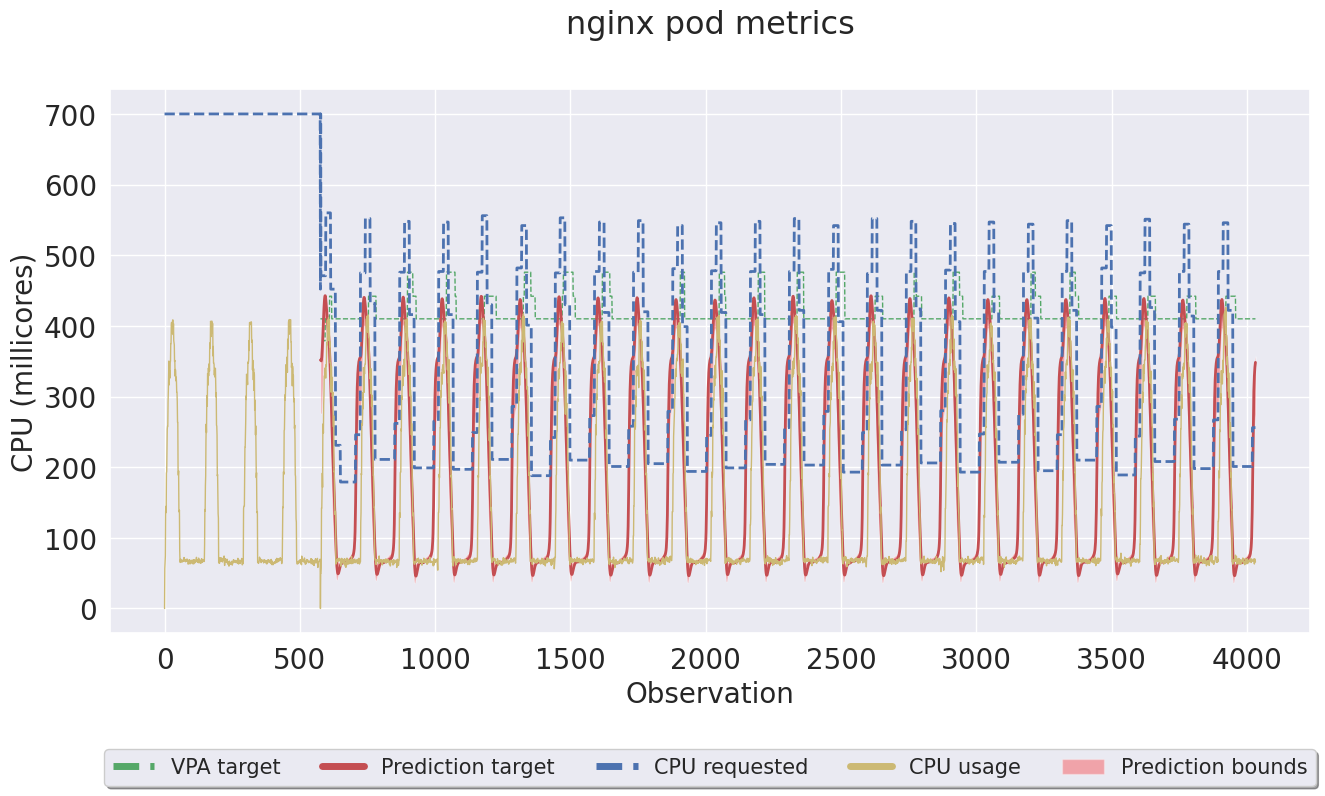 nginx pod metrics
CPU (millicores)
700
600
500
400
300
200
100
0
0 500 1000 1500 2000 2500 3000 3500 4000
Observation
VPA target Prediction target CPU requested CPU usage Prediction bounds